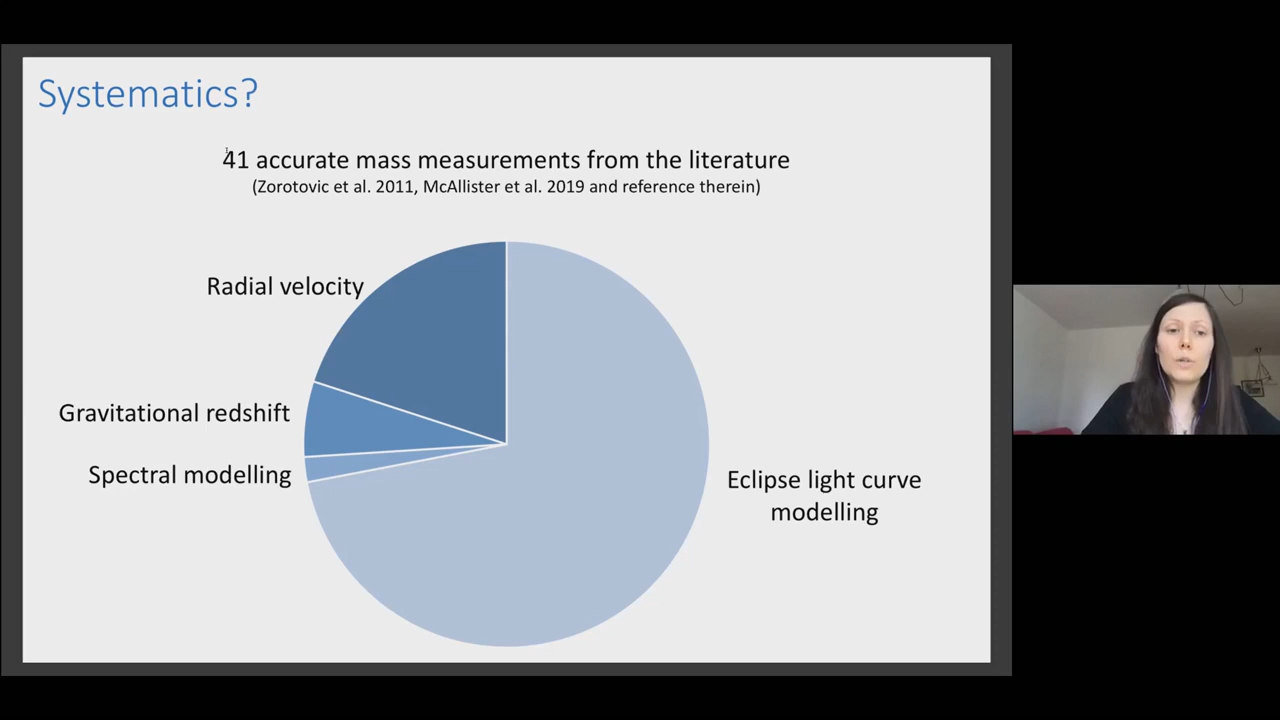 Systematics?
41 accurate mass measurements from the literature
(Zorotovic et al. 2011, McAllister et al. 2019 and reference therein)
Radial velocity
Gravitational redshift
Spectral modelling
Eclipse light curve
modelling